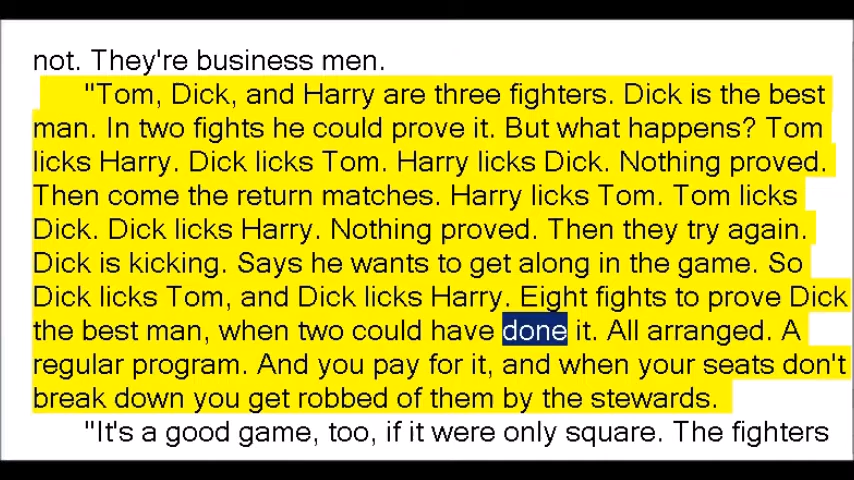 not. They're business men.
"Tom, Dick, and Harry are three fighters. Dick is the best
man. In two fights he could prove it. But what happens? Tom
licks Harry. Dick licks Tom. Harry licks Dick. Nothing proved.
Then come the return matches. Harry licks Tom. Tom licks
Dick. Dick licks Harry. Nothing proved. Then they try again.
Dick is kicking. Says he wants to get along in the game. So
Dick licks Tom, and Dick licks Harry. Eight fights to prove Dick
the best man, when two could have done it. All arranged. A
regular program. And you pay for it, and when your seats don't
break down you get robbed of them by the stewards.
"It's a good game, too, if it were only square. The fighters